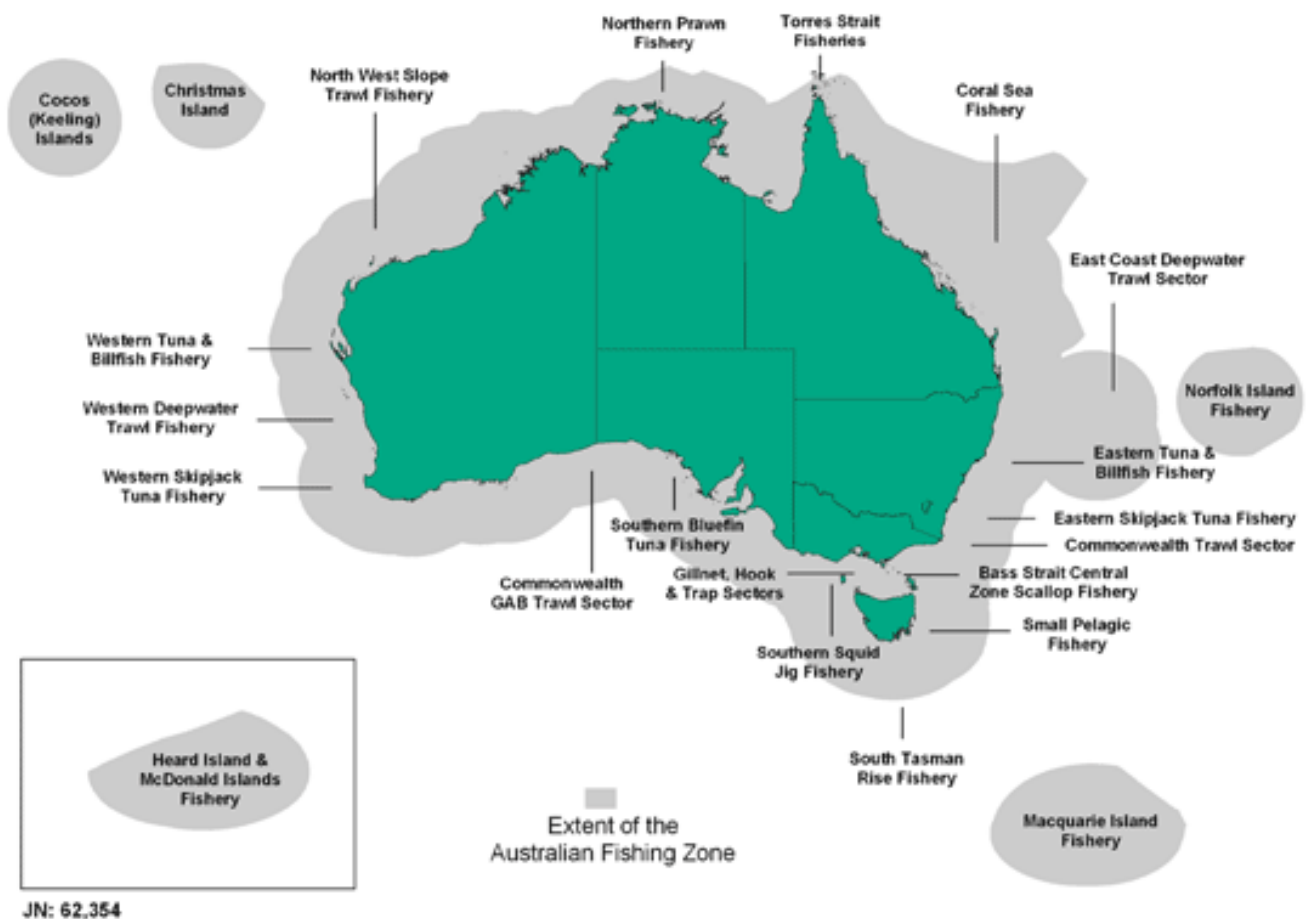 Northern Prawn
Fishery
Torres Strait
Fisheries
North West Slope
Trawl Fishery
Christmas
Island
Cocos
(Keeling)
Islands
Coral Sea
Fishery
East Coast Deepwater
Trawl Sector
Western Tuna &
Billfish Fishery
Norfolk Island
Fishery
Western Deepwater
Trawl Fishery
Eastern Tuna &
Billfish Fishery
Western Skipjack
Tuna Fishery
Southern Bluefin
Tuna Fishery
Eastern Skipjack Tuna Fishery
Commonwealth Trawl Sector
Commonwealth
GAB Trawl Sector
Gillnet, Hook
& Trap Sectors
Bass Strait Central
Zone Scallop Fishery
Small Pelagic
Fishery
Southern Squid
Jig Fishery
South Tasman
Rise Fishery
Heard Island &
McDonald Islands
Fishery
Macquarie Island
Fishery
Extent of the
Australian Fishing Zone
JN: 62,354